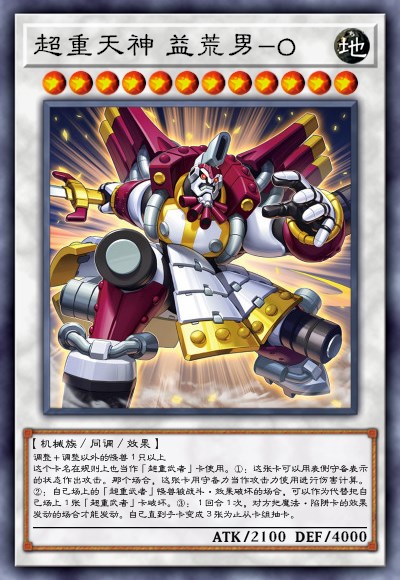 超重天神 益荒男-O
地
【机械族/同调/效果】
调整+调整以外的怪兽1只以上
这个卡名在规则上也当作「超重武者」卡使用。①：这张卡可以用表侧守备表示
的状态作出攻击。那个场合，这张卡用守备力当作攻击力使用进行伤害计算。
②：自己场上的「超重武者」怪兽被战斗·效果破坏的场合，可以作为代替把自
己场上1张「超重武者」卡破坏。③：1回合1次，对方把魔法·陷阱卡的效果
发动的场合才能发动。自己直到手卡变成3张为止从卡组抽卡。
ATK/2100 DEF/4000